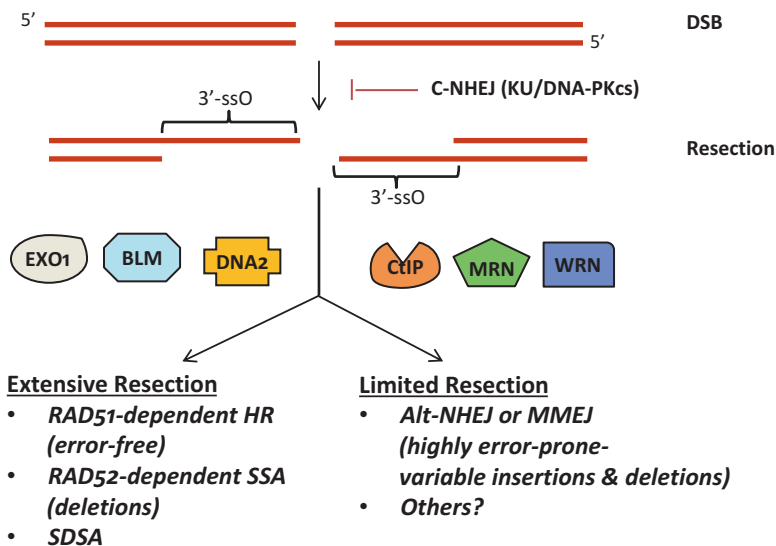 5’
DSB
5’
C-NHEJ (KU/DNA-PKcs)
3’-ssO
Resection
3’-ssO
EXO1
BLM
DNA2
CtIP
MRN
WRN
Extensive Resection
• RAD51-dependent HR
(error-free)
• RAD52-dependent SSA
(deletions)
• SDSA
Limited Resection
• Alt-NHEJ or MMEJ
(highly error-prone-
variable insertions & deletions)
• Others?